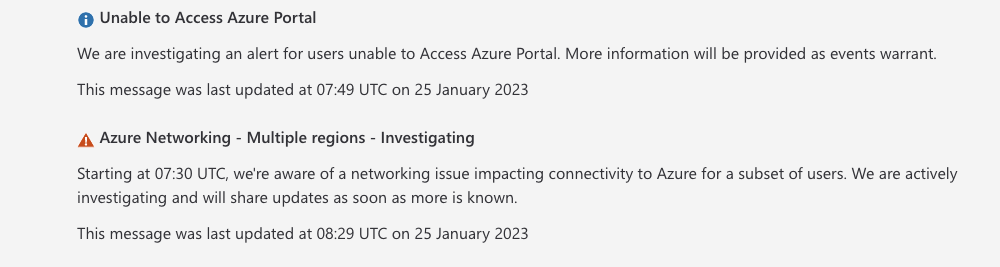 Unable to Access Azure Portal
We are investigating an alert for users unable to Access Azure Portal. More information will be provided as events warrant.
This message was last updated at 07:49 UTC on 25 January 2023
Azure Networking - Multiple regions - Investigating
Starting at 07:30 UTC, we're aware of a networking issue impacting connectivity to Azure for a subset of users. We are actively
investigating and will share updates as soon as more is known.
This message was last updated at 08:29 UTC on 25 January 2023